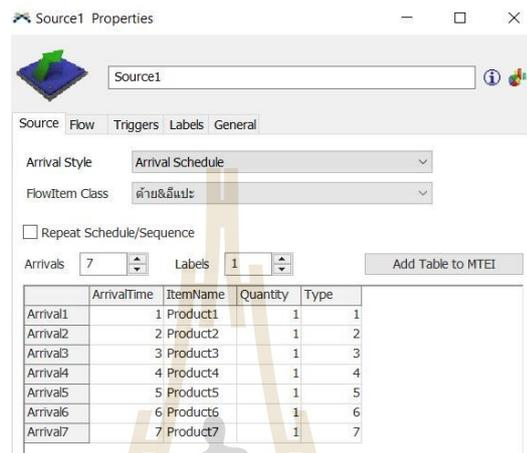 Source1 Properties
Source1
Source Flow Triggers Labels General
Arrival Style Arrival Schedule
FlowItem Class ด้าย&อีแปะ
Repeat Schedule/Sequence
Arrivals 7 Labels 1 Add Table to MTEI
ArrivalTime ItemName Quantity Type
Arrival1 1 Product1 1 1
Arrival2 2 Product2 1 2
Arrival3 3 Product3 1 3
Arrival4 4 Product4 1 4
Arrival5 5 Product5 1 5
Arrival6 6 Product6 1 6
Arrival7 7 Product7 1 7